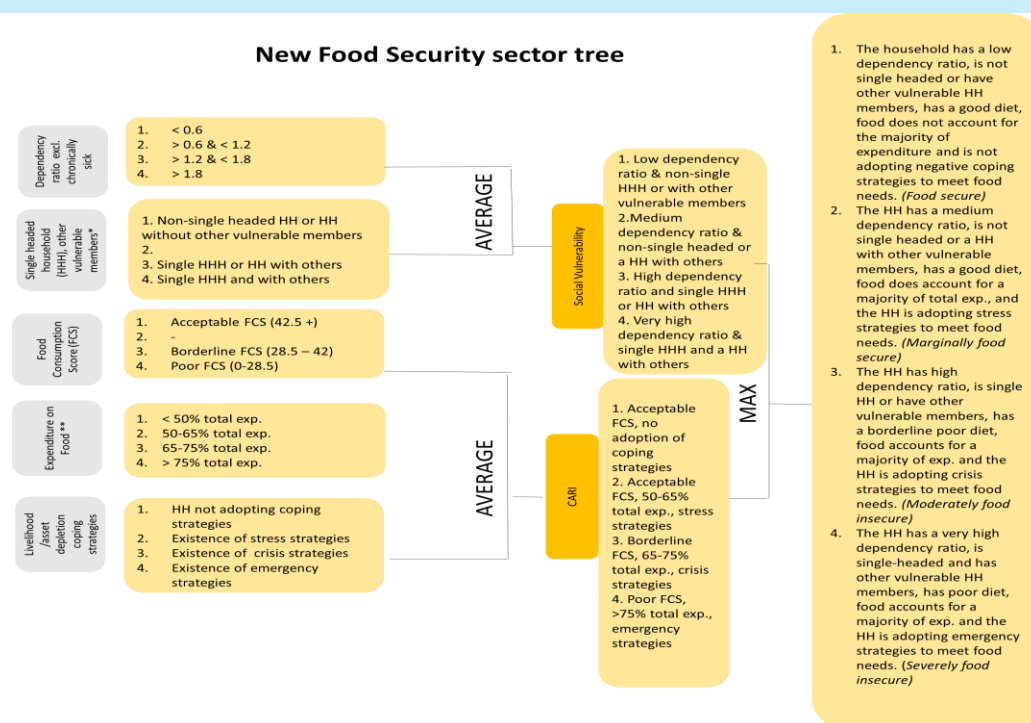 New Food Security sector tree
Dependency
ratio excl.
chronically
sick
1. < 0.6
2. > 0.6 & < 1.2
3. > 1.2 & < 1.8
4. > 1.8
Single headed
household
(HHH), other
vulnerable
members*
1. Non-single headed HH or HH
without other vulnerable members
2.
3. Single HHH or HH with others
4. Single HHH and with others
AVERAGE
Social Vulnerability
1. Low dependency
ratio & non-single
HHH or with other
vulnerable members
2.Medium
dependency ratio &
non-single headed or
a HH with others
3. High dependency
ratio and single HHH
or HH with others
4. Very high
dependency ratio &
single HHH and a HH
with others
Food
Consumption
Score (FCS)
1. Acceptable FCS (42.5 +)
2. -
3. Borderline FCS (28.5 – 42)
4. Poor FCS (0-28.5)
Expenditure on
Food **
1. < 50% total exp.
2. 50-65% total exp.
3. 65-75% total exp.
4. > 75% total exp.
Livelihood
/asset
depletion
coping
strategies
1. HH not adopting coping
strategies
2. Existence of stress strategies
3. Existence of crisis strategies
4. Existence of emergency
strategies
AVERAGE
CARI
1. Acceptable
FCS, no
adoption of
coping
strategies
2. Acceptable
FCS, 50-65%
total exp., stress
strategies
3. Borderline
FCS, 65-75%
total exp., crisis
strategies
4. Poor FCS,
>75% total exp.,
emergency
strategies
MAX
1. The household has a low
dependency ratio, is not
single headed or have
other vulnerable HH
members, has a good diet,
food does not account for
the majority of
expenditure and is not
adopting negative coping
strategies to meet food
needs. (Food secure)
2. The HH has a medium
dependency ratio, is not
single headed or a HH
with other vulnerable
members, has a good diet,
food does account for a
majority of total exp., and
the HH is adopting stress
strategies to meet food
needs. (Marginally food
secure)
3. The HH has high
dependency ratio, is single
HH or have other
vulnerable members, has
a borderline poor diet,
food accounts for a
majority of exp. and the
HH is adopting crisis
strategies to meet food
needs. (Moderately food
insecure)
4. The HH has a very high
dependency ratio, is
single-headed and has
other vulnerable HH
members, has poor diet,
food accounts for a
majority of exp. and the
HH is adopting emergency
strategies to meet food
needs. (Severely food
insecure)